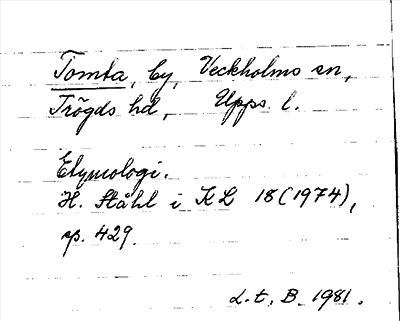 Tomta, by, Veckholms sn,
Trögds hd, Upps. l.
Etymologi.
H. Ståhl i KL 18 (1974),
sp. 429.
L.t., B. 1981.